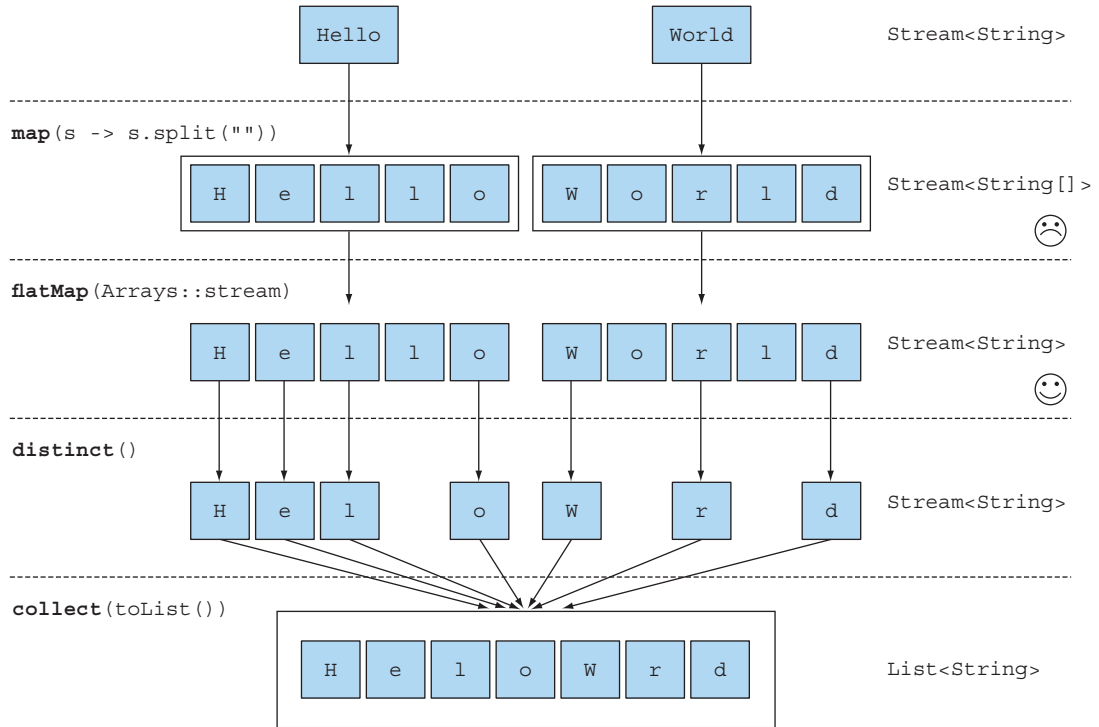 Hello World Stream<String>
map(s -> s.split(""))
H e l l o W o r l d Stream<String[]>
flatMap(Arrays::stream)
H e l l o W o r l d Stream<String>
distinct()
H e l o W r d Stream<String>
collect(toList())
H e l o W r d List<String>